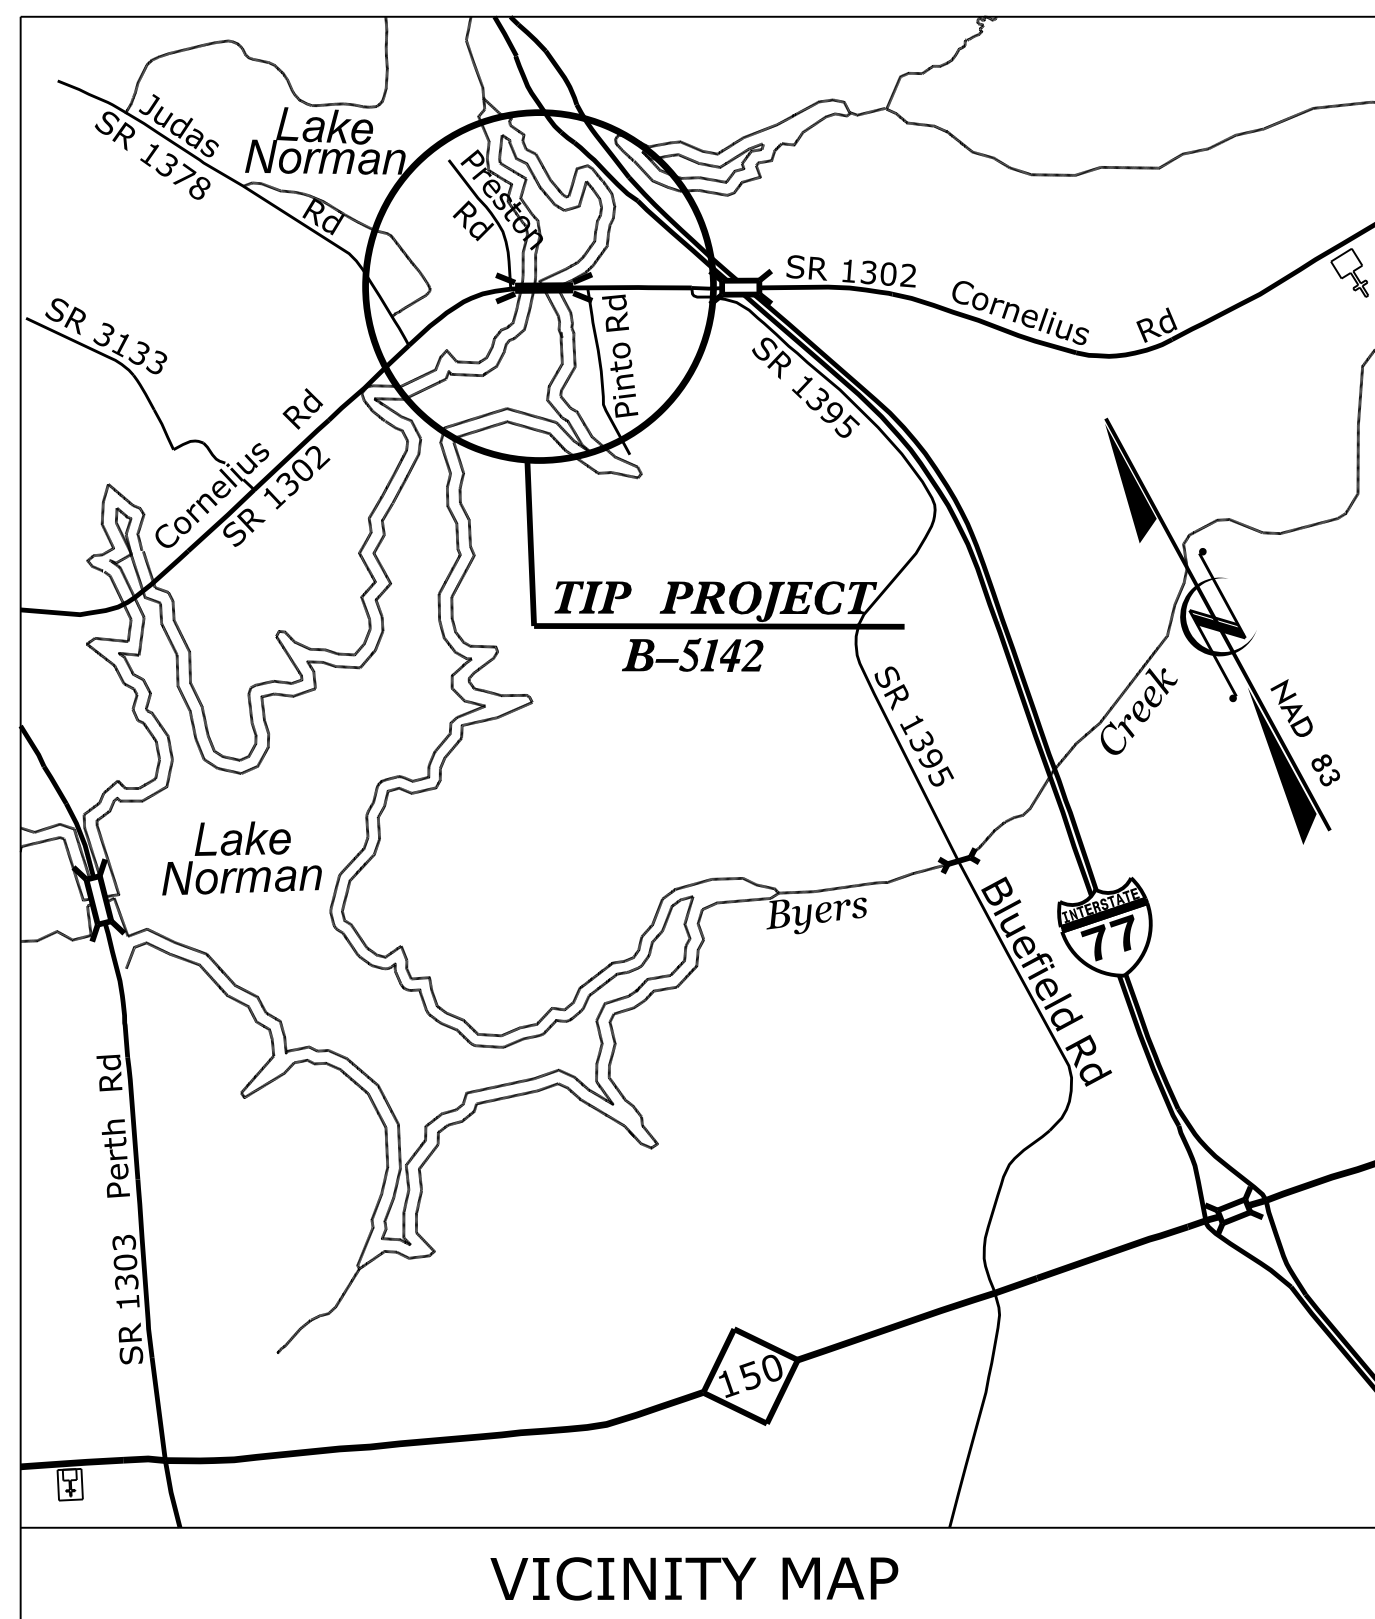 Judas
SR 1378
Rd
Lake
Norman
Preston
Rd
SR 1302
Cornelius
Rd
SR 3133
Pinto Rd
SR 1395
Cornelius
Rd
SR 1302
TIP PROJECT
B-5142
SR 1395
Creek
NAD 83
Lake
Norman
Byers
Bluefield Rd
INTERSTATE
77
SR 1303 Perth Rd
150
VICINITY MAP